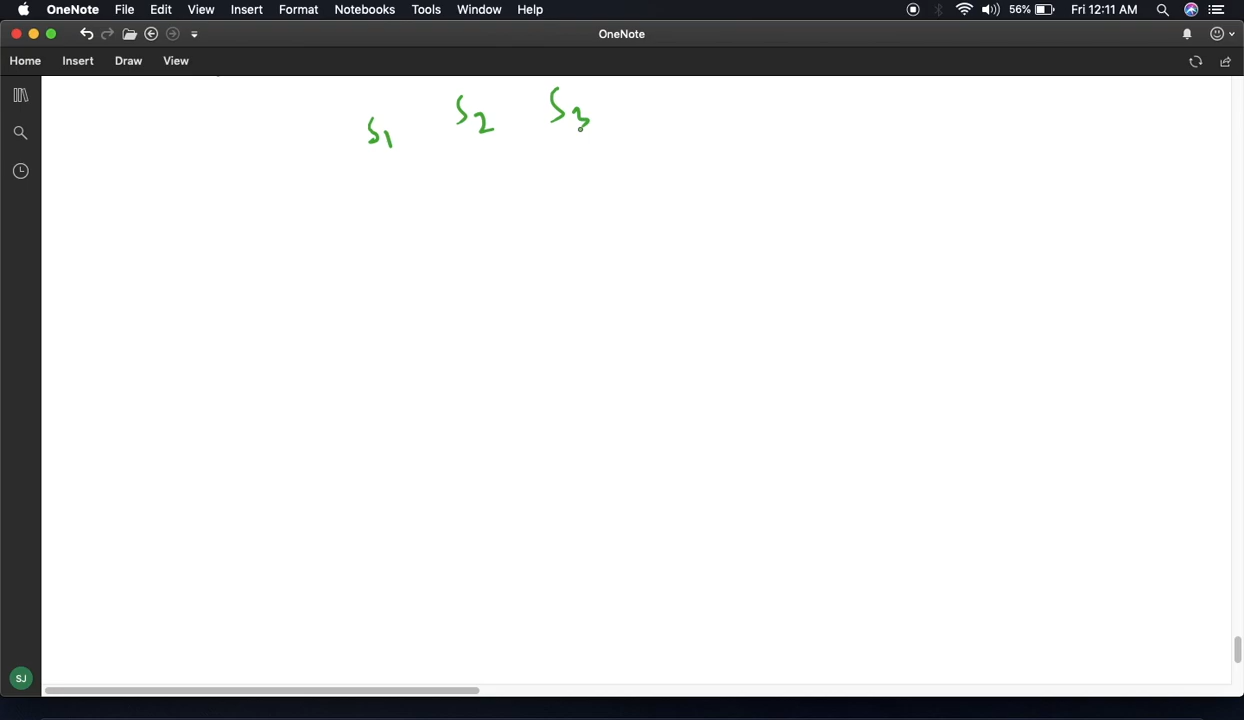 OneNote File Edit View Insert Format Notebooks Tools Window Help 56% Fri 12:11 AM
OneNote
Home Insert Draw View
S1 S2 S3
SJ